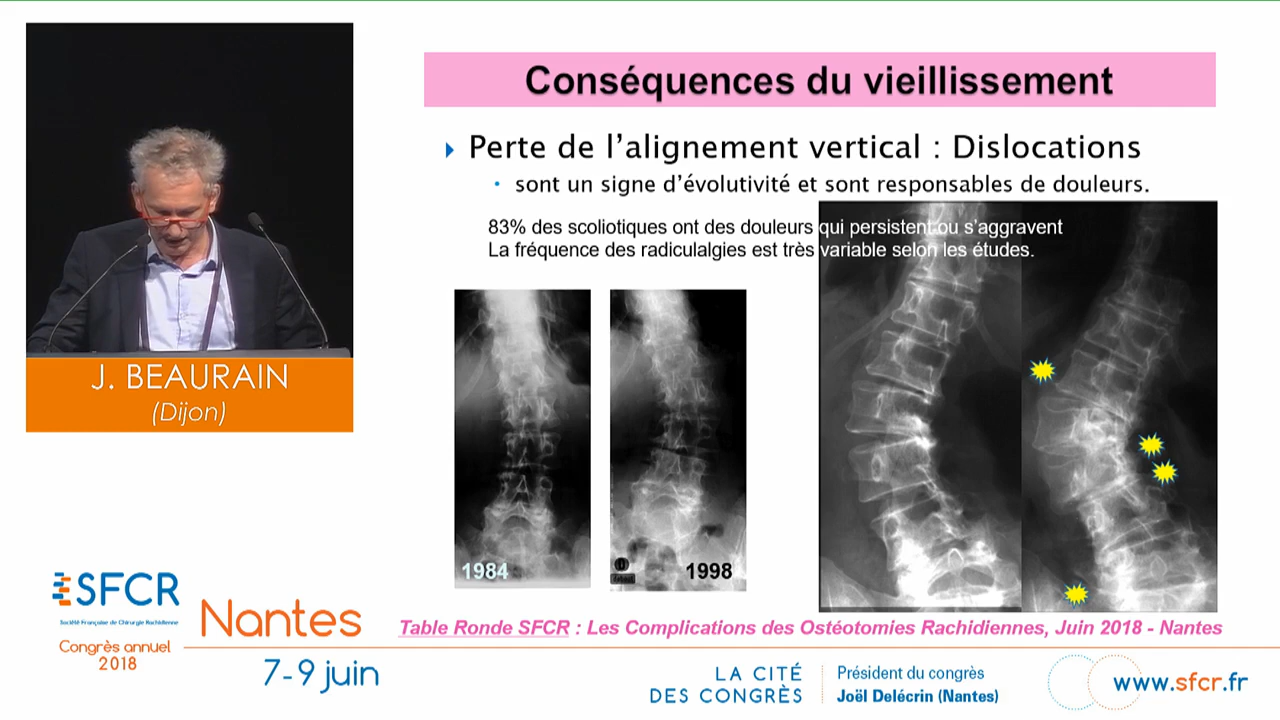 Conséquences du vieillissement
Perte de l'alignement vertical : Dislocations
sont un signe d'évolutivité et sont responsables de douleurs.
83% des scoliotiques ont des douleurs qui persistent ou s'aggravent
La fréquence des radiculalgies est très variable selon les études.
1984
1998
J. BEAURAIN
(Dijon)
Table Ronde SFCR : Les Complications des Ostéotomies Rachidiennes, Juin 2018 - Nantes
SFCR
Société Française de Chirurgie Rachidienne
Congrès annuel
2018
Nantes
7-9 juin
LA CITÉ
DES CONGRÈS
Président du congrès
Joël Delécrin (Nantes)
www.sfcr.fr